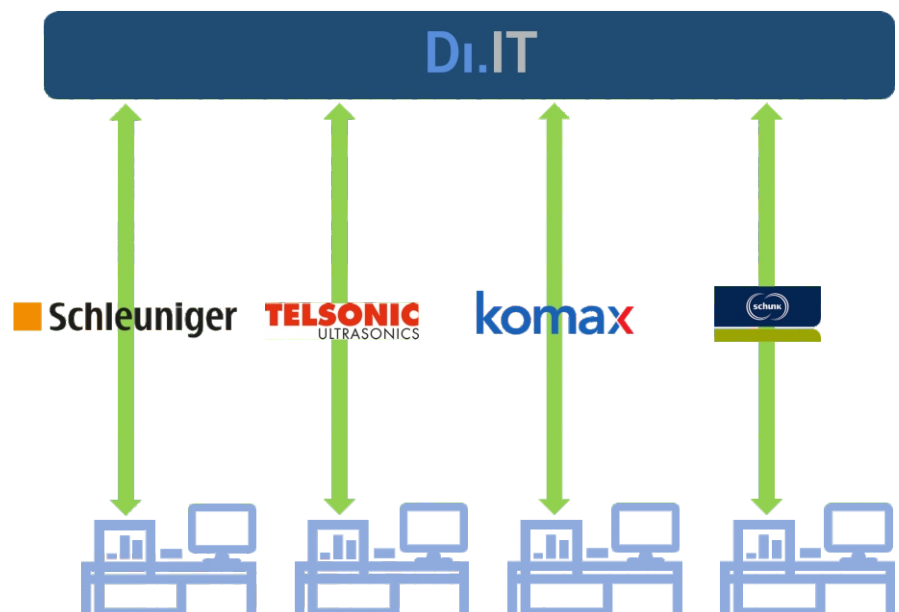 Di.IT
Schleuniger
TELSONIC
ULTRASONICS
komax
schunk